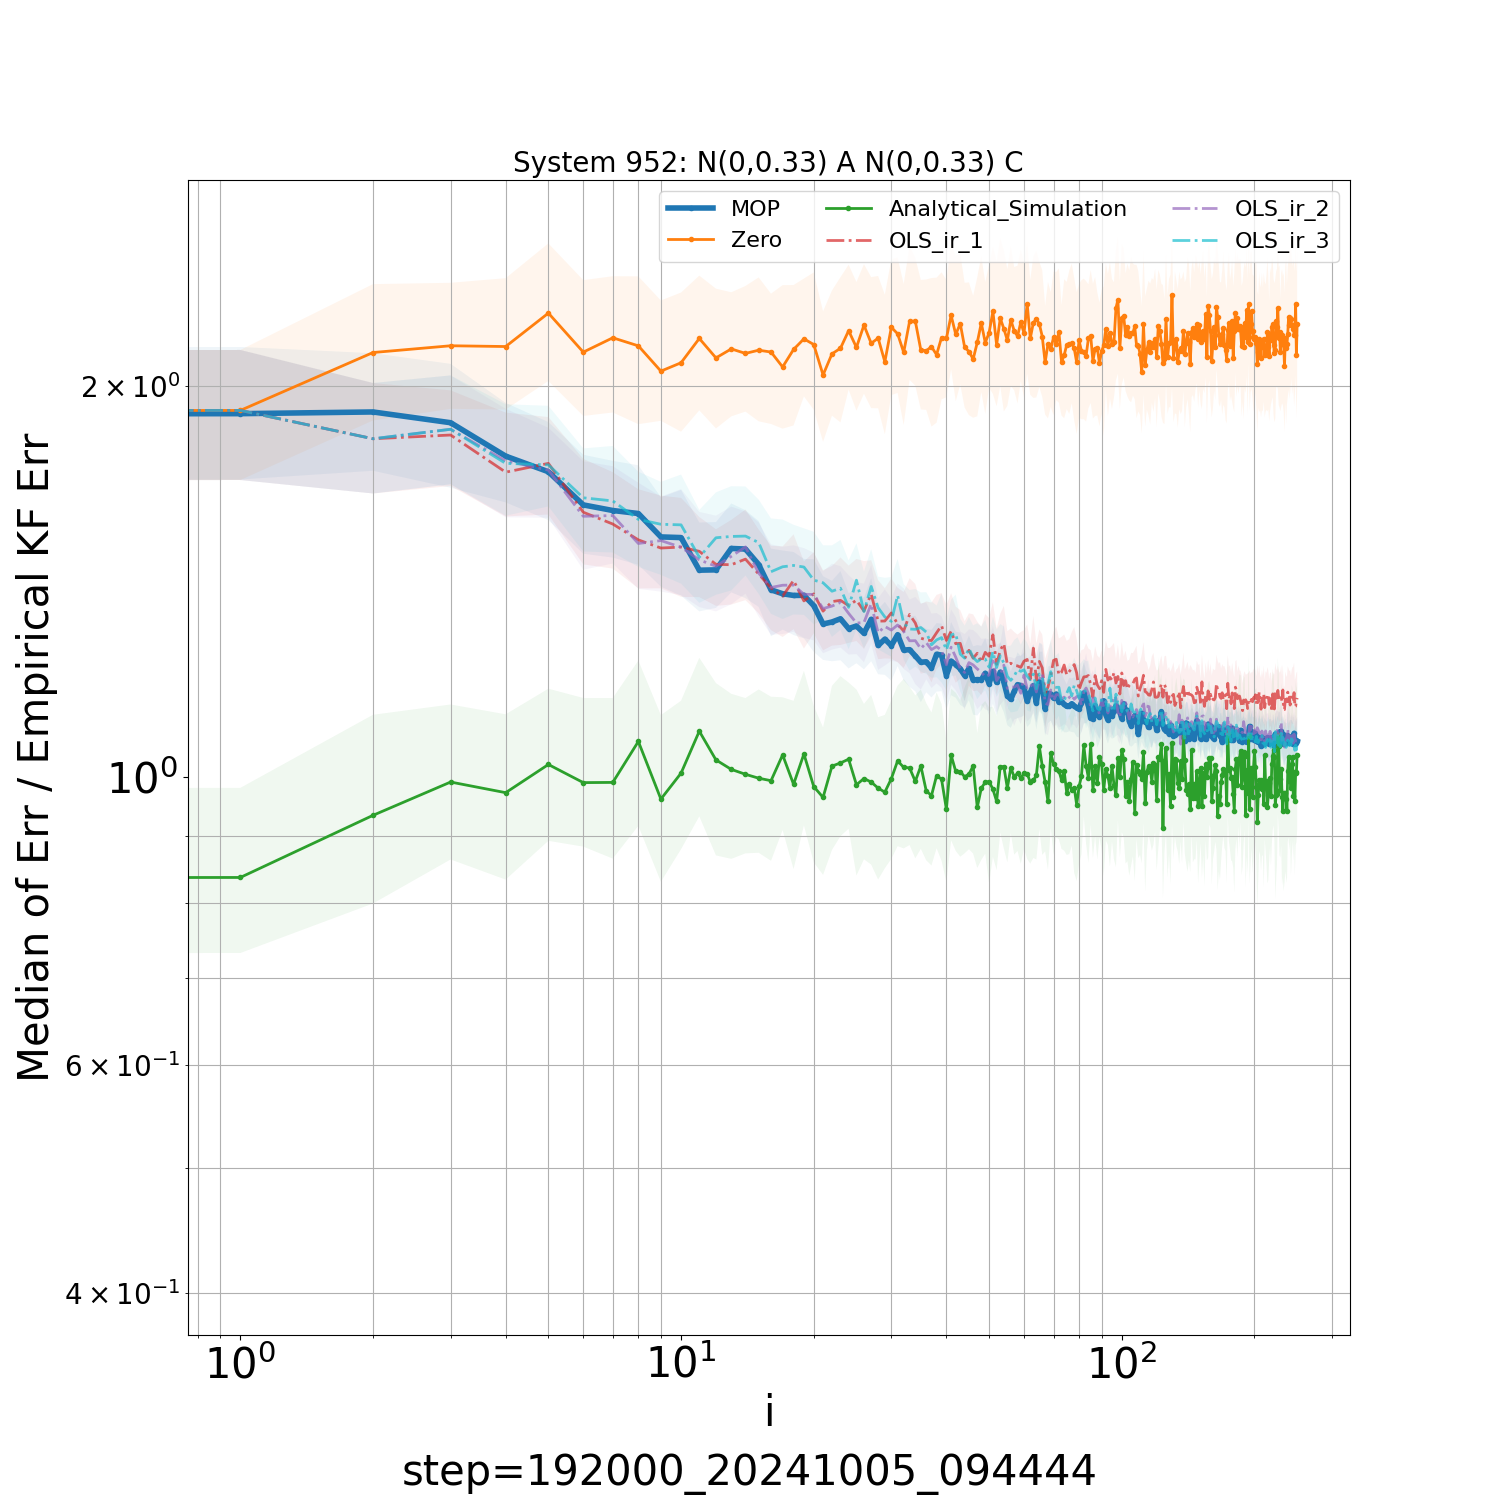 System 952: N(0,0.33) A N(0,0.33) C
MOP
Zero
Analytical_Simulation
OLS_ir_1
OLS_ir_2
OLS_ir_3
Median of Err / Empirical KF Err
2 × 10⁰
10⁰
6 × 10⁻¹
4 × 10⁻¹
10⁰ 10¹ 10²
i
step=192000_20241005_094444